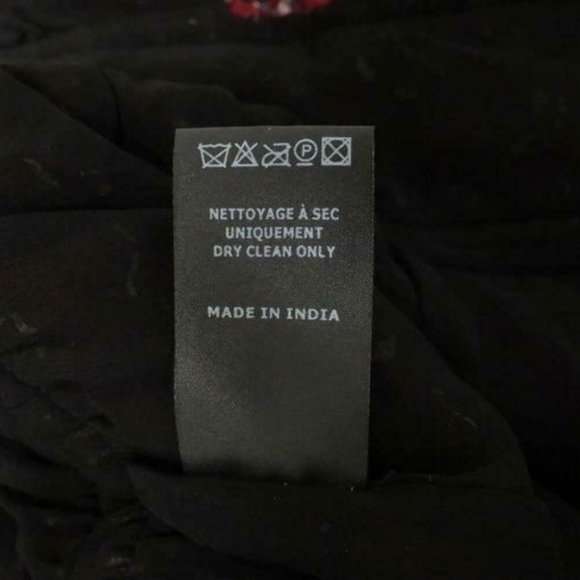 P
NETTOYAGE À SEC
UNIQUEMENT
DRY CLEAN ONLY
MADE IN INDIA